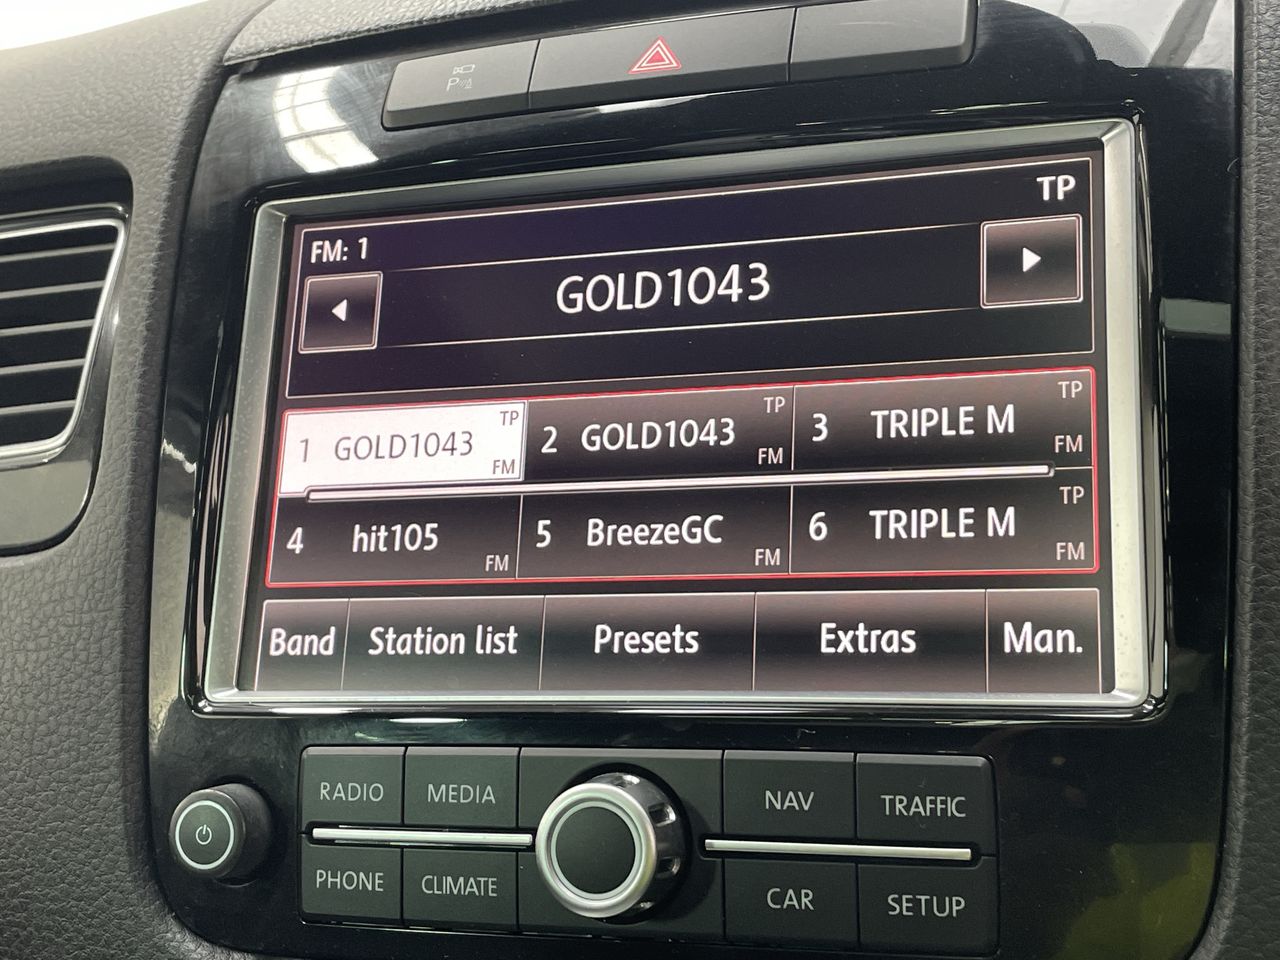 P
TP
FM: 1
GOLD1043
1 GOLD1043 TP FM
2 GOLD1043 TP FM
3 TRIPLE M TP FM
4 hit105 FM
5 BreezeGC FM
6 TRIPLE M TP FM
Band Station list Presets Extras Man.
RADIO MEDIA NAV TRAFFIC
PHONE CLIMATE CAR SETUP